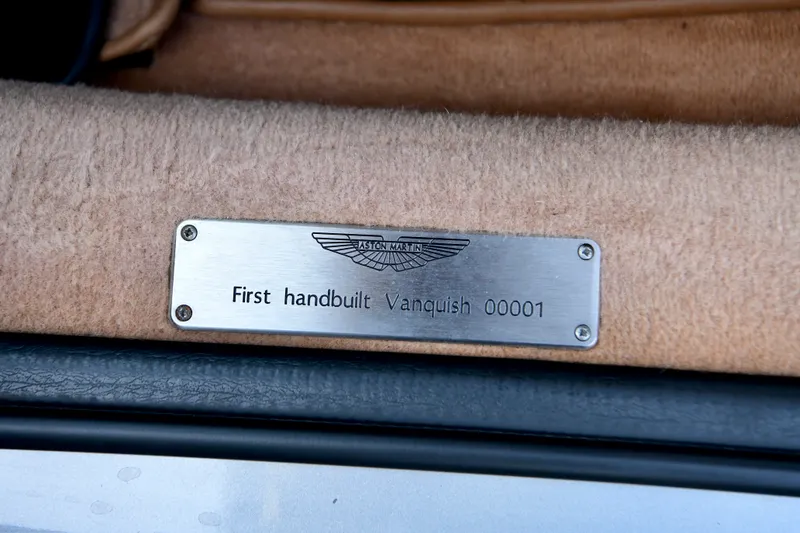 ASTON MARTIN
First handbuilt Vanquish 00001